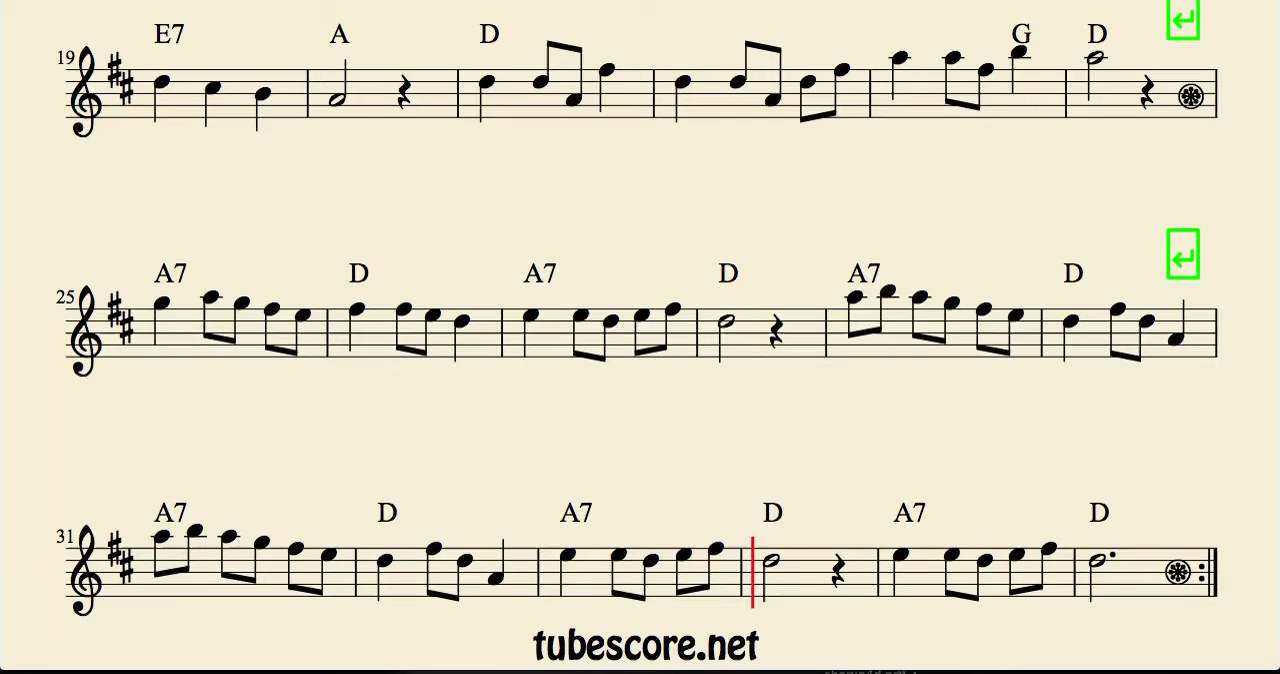 E7 A D G D
19
A7 D A7 D A7 D
25
A7 D A7 D A7 D
31
tubescore.net